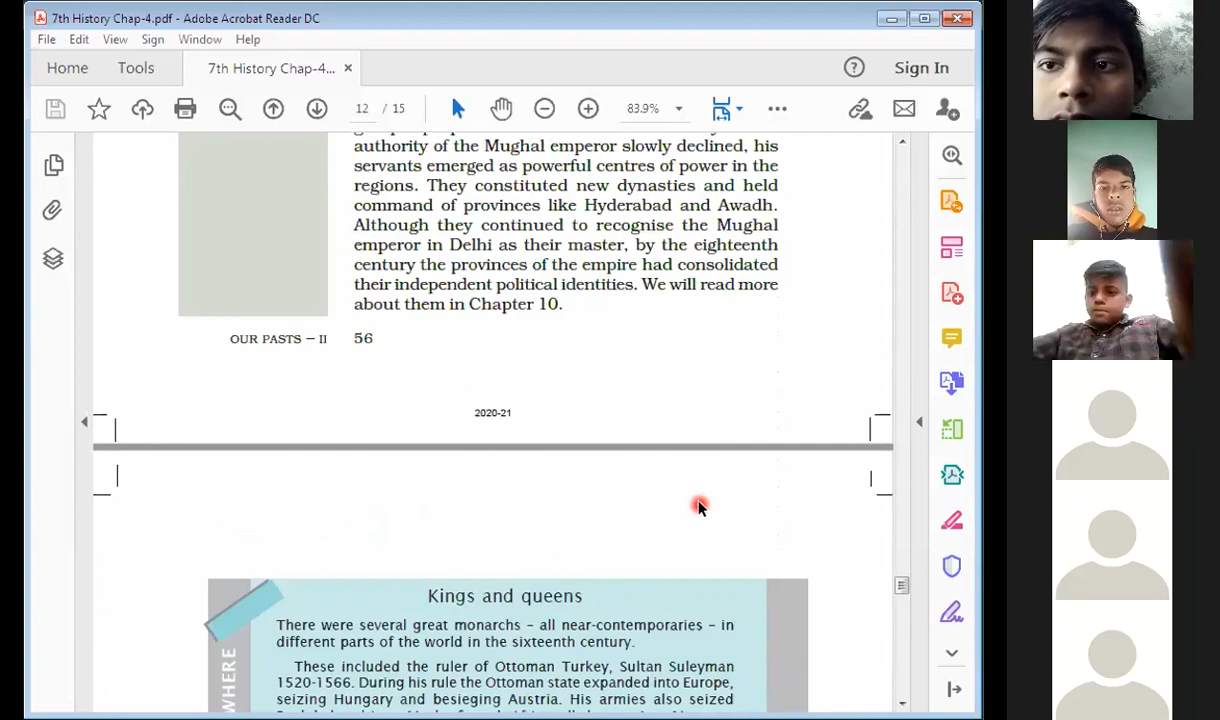 7th History Chap-4.pdf - Adobe Acrobat Reader DC
File Edit View Sign Window Help
Home Tools 7th History Chap-4... × Sign In
12 / 15 83.9%
authority of the Mughal emperor slowly declined, his
servants emerged as powerful centres of power in the
regions. They constituted new dynasties and held
command of provinces like Hyderabad and Awadh.
Although they continued to recognise the Mughal
emperor in Delhi as their master, by the eighteenth
century the provinces of the empire had consolidated
their independent political identities. We will read more
about them in Chapter 10.
OUR PASTS – II 56
2020-21
Kings and queens
There were several great monarchs – all near-contemporaries – in
different parts of the world in the sixteenth century.
These included the ruler of Ottoman Turkey, Sultan Suleyman
1520-1566. During his rule the Ottoman state expanded into Europe,
seizing Hungary and besieging Austria. His armies also seized
WHERE